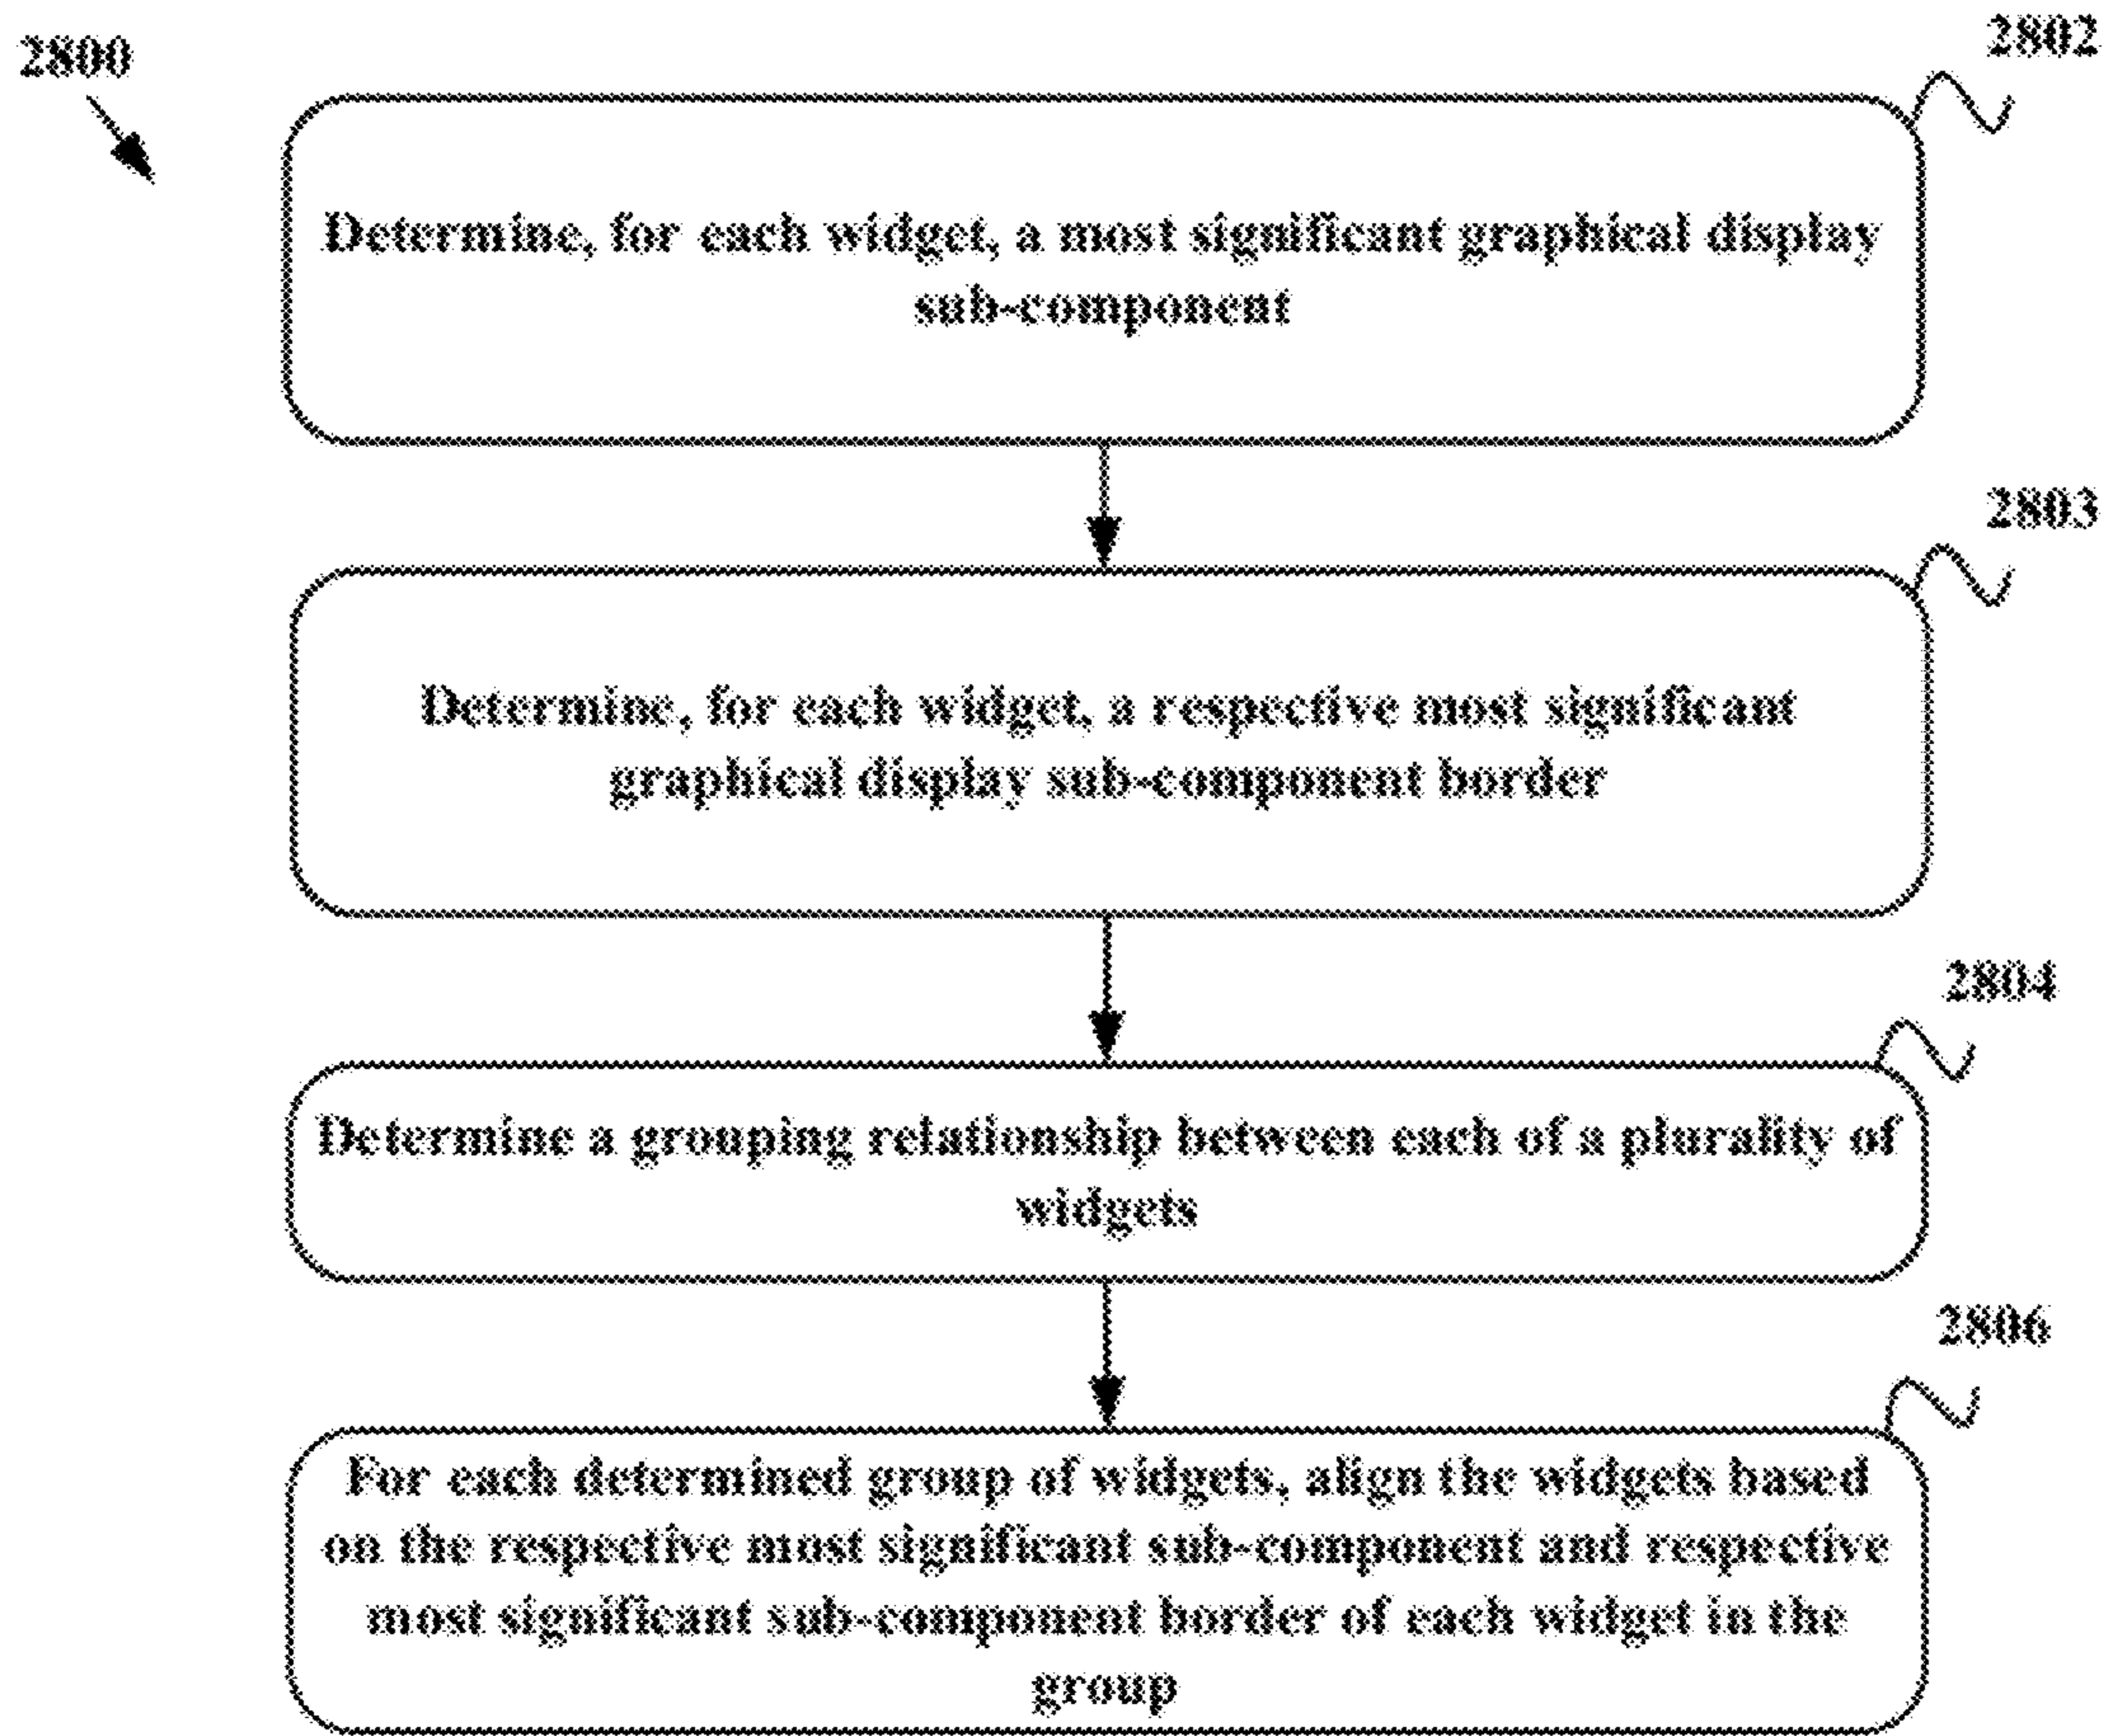 2800
2802
Determine, for each widget, a most significant graphical display
sub-component
2803
Determine, for each widget, a respective most significant
graphical display sub-component border
2804
Determine a grouping relationship between each of a plurality of
widgets
2806
For each determined group of widgets, align the widgets based
on the respective most significant sub-component and respective
most significant sub-component border of each widget in the
group